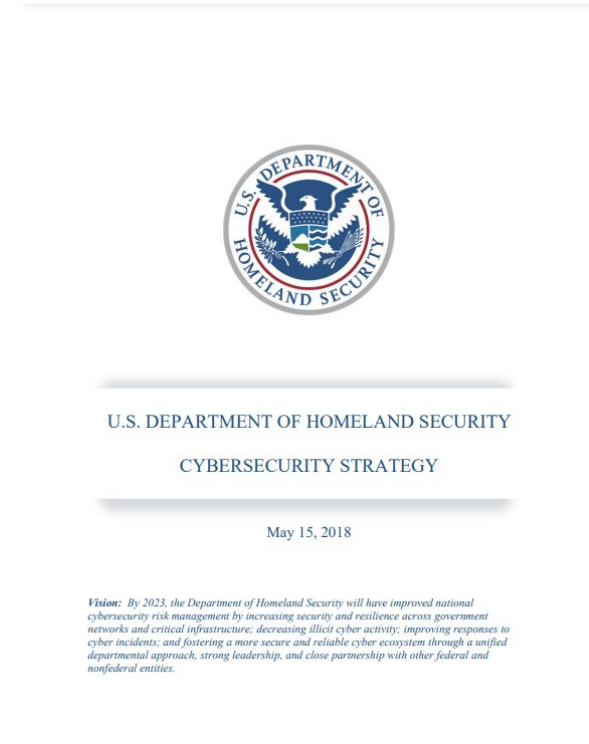 U.S. DEPARTMENT OF HOMELAND SECURITY
U.S. DEPARTMENT OF HOMELAND SECURITY
CYBERSECURITY STRATEGY
May 15, 2018
Vision: By 2023, the Department of Homeland Security will have improved national
cybersecurity risk management by increasing security and resilience across government
networks and critical infrastructure; decreasing illicit cyber activity; improving responses to
cyber incidents; and fostering a more secure and reliable cyber ecosystem through a unified
departmental approach, strong leadership, and close partnership with other federal and
nonfederal entities.